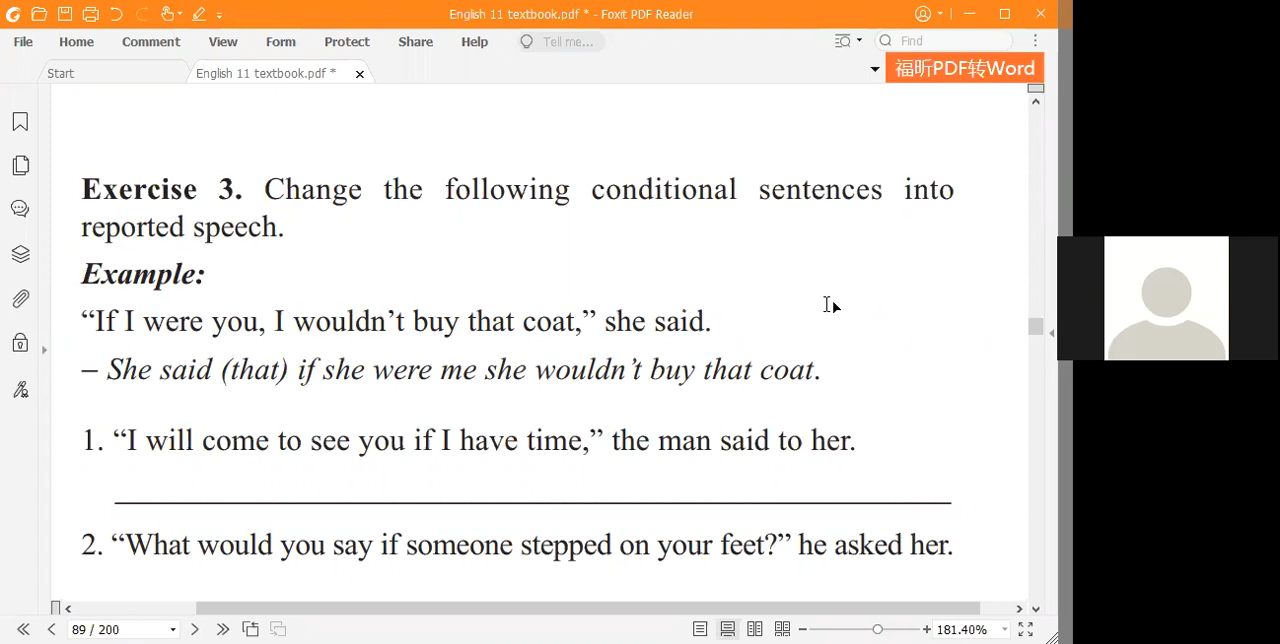 English 11 textbook.pdf * - Foxit PDF Reader
File Home Comment View Form Protect Share Help Tell me... Find
Start English 11 textbook.pdf * 福昕PDF转Word
Exercise 3. Change the following conditional sentences into
reported speech.
Example:
“If I were you, I wouldn’t buy that coat,” she said.
– She said (that) if she were me she wouldn’t buy that coat.
1. “I will come to see you if I have time,” the man said to her.
2. “What would you say if someone stepped on your feet?” he asked her.
89 / 200 181.40%